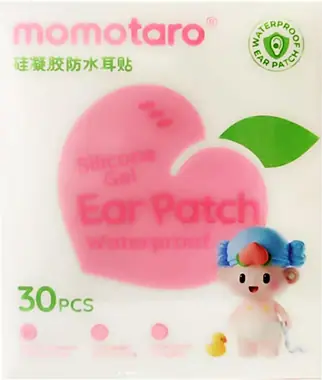 momotaro®
硅凝胶防水耳贴
WATERPROOF
EAR PATCH
Silicone
Gel
Ear Patch
Waterproof
30PCS